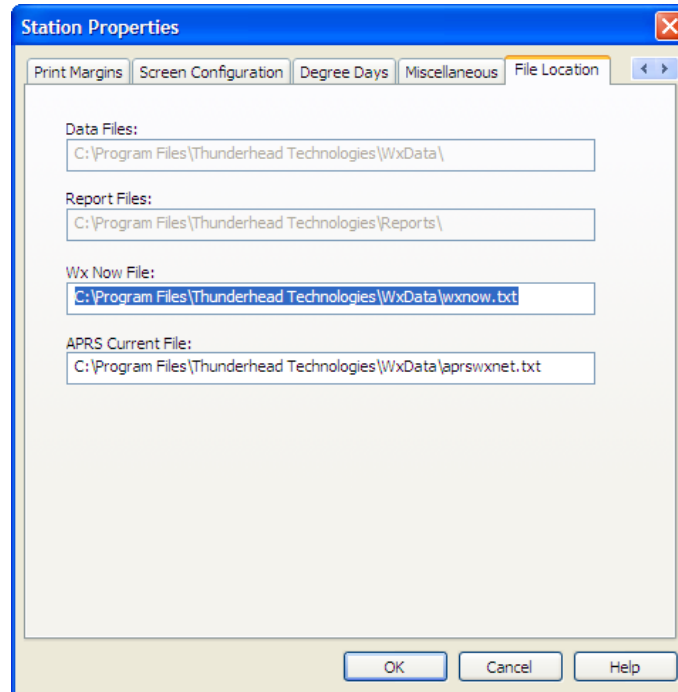 Station Properties
Print Margins Screen Configuration Degree Days Miscellaneous File Location
Data Files:
C:\Program Files\Thunderhead Technologies\WxData\
Report Files:
C:\Program Files\Thunderhead Technologies\Reports\
Wx Now File:
C:\Program Files\Thunderhead Technologies\WxData\wxnow.txt
APRS Current File:
C:\Program Files\Thunderhead Technologies\WxData\aprswxnet.txt
OK Cancel Help